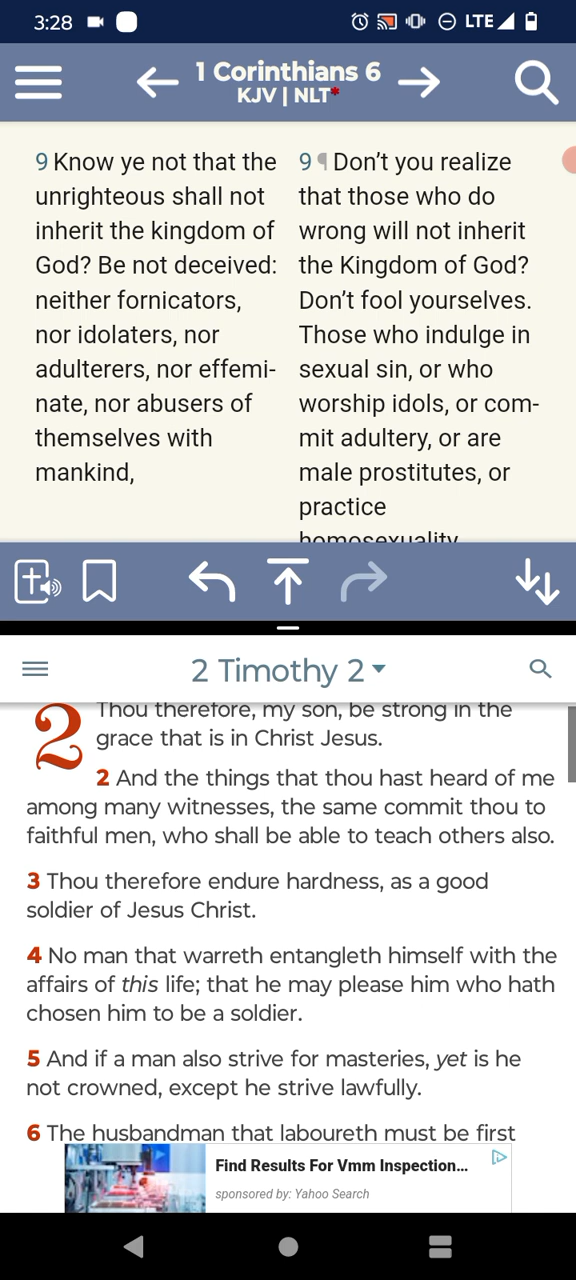 3:28
LTE
1 Corinthians 6
KJV | NLT*
9 Know ye not that the
unrighteous shall not
inherit the kingdom of
God? Be not deceived:
neither fornicators,
nor idolaters, nor
adulterers, nor effemi-
nate, nor abusers of
themselves with
mankind,
9 ¶ Don’t you realize
that those who do
wrong will not inherit
the Kingdom of God?
Don’t fool yourselves.
Those who indulge in
sexual sin, or who
worship idols, or com-
mit adultery, or are
male prostitutes, or
practice
homosexuality
2 Timothy 2
2 Thou therefore, my son, be strong in the
grace that is in Christ Jesus.
2 And the things that thou hast heard of me
among many witnesses, the same commit thou to
faithful men, who shall be able to teach others also.
3 Thou therefore endure hardness, as a good
soldier of Jesus Christ.
4 No man that warreth entangleth himself with the
affairs of this life; that he may please him who hath
chosen him to be a soldier.
5 And if a man also strive for masteries, yet is he
not crowned, except he strive lawfully.
6 The husbandman that laboureth must be first
Find Results For Vmm Inspection...
sponsored by: Yahoo Search